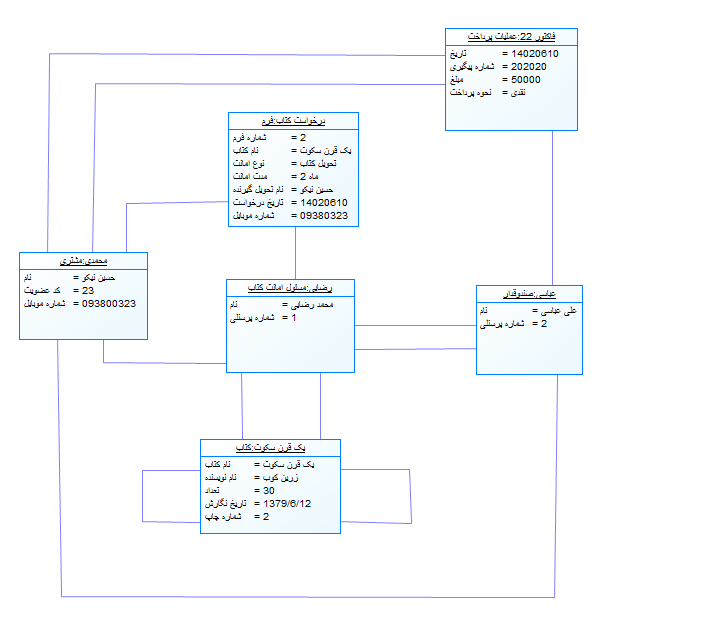 فاکتور 22:عملیات پرداخت
تاریخ = 14020610
شماره پیگیری = 202020
مبلغ = 50000
نحوه پرداخت = نقدی
درخواست کتاب:فرم
شماره فرم = 2
نام کتاب = یک قرن سکوت
نوع امانت = تحویل کتاب
مدت امانت = 2 ماه
نام تحویل گیرنده = حسین نیکو
تاریخ درخواست = 14020610
شماره موبایل = 09380323
محمدی:مشتری
نام = حسین نیکو
کد عضویت = 23
شماره موبایل = 093800323
رضایی:مسئول امانت کتاب
نام = محمد رضایی
شماره پرسنلی = 1
عباسی:صندوقدار
نام = علی عباسی
شماره پرسنلی = 2
یک قرن سکوت:کتاب
نام کتاب = یک قرن سکوت
نام نویسنده = زرین کوب
تعداد = 30
تاریخ نگارش = 1379/6/12
شماره چاپ = 2